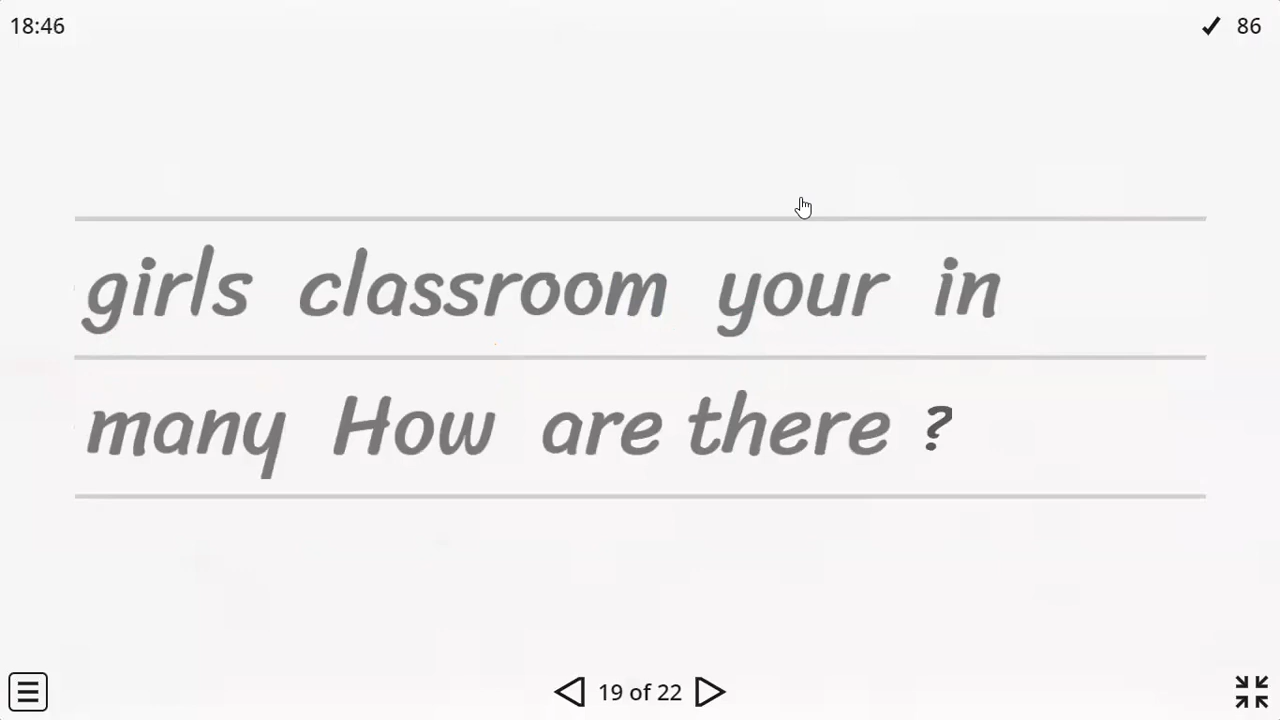 18:46 ✓ 86
girls classroom your in
many How are there ?
19 of 22